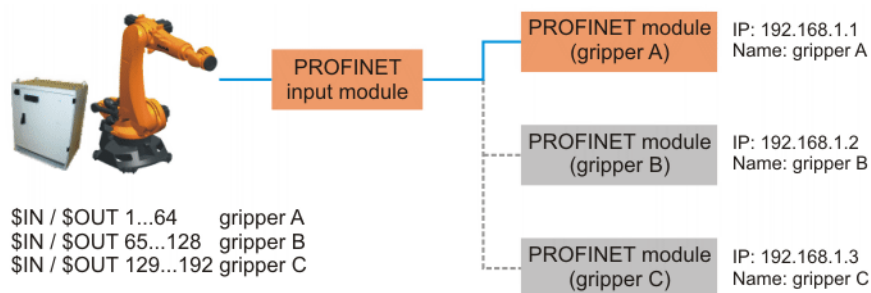 PROFINET
input module
PROFINET module
(gripper A)
IP: 192.168.1.1
Name: gripper A
PROFINET module
(gripper B)
IP: 192.168.1.2
Name: gripper B
PROFINET module
(gripper C)
IP: 192.168.1.3
Name: gripper C
$IN / $OUT 1...64 gripper A
$IN / $OUT 65...128 gripper B
$IN / $OUT 129...192 gripper C